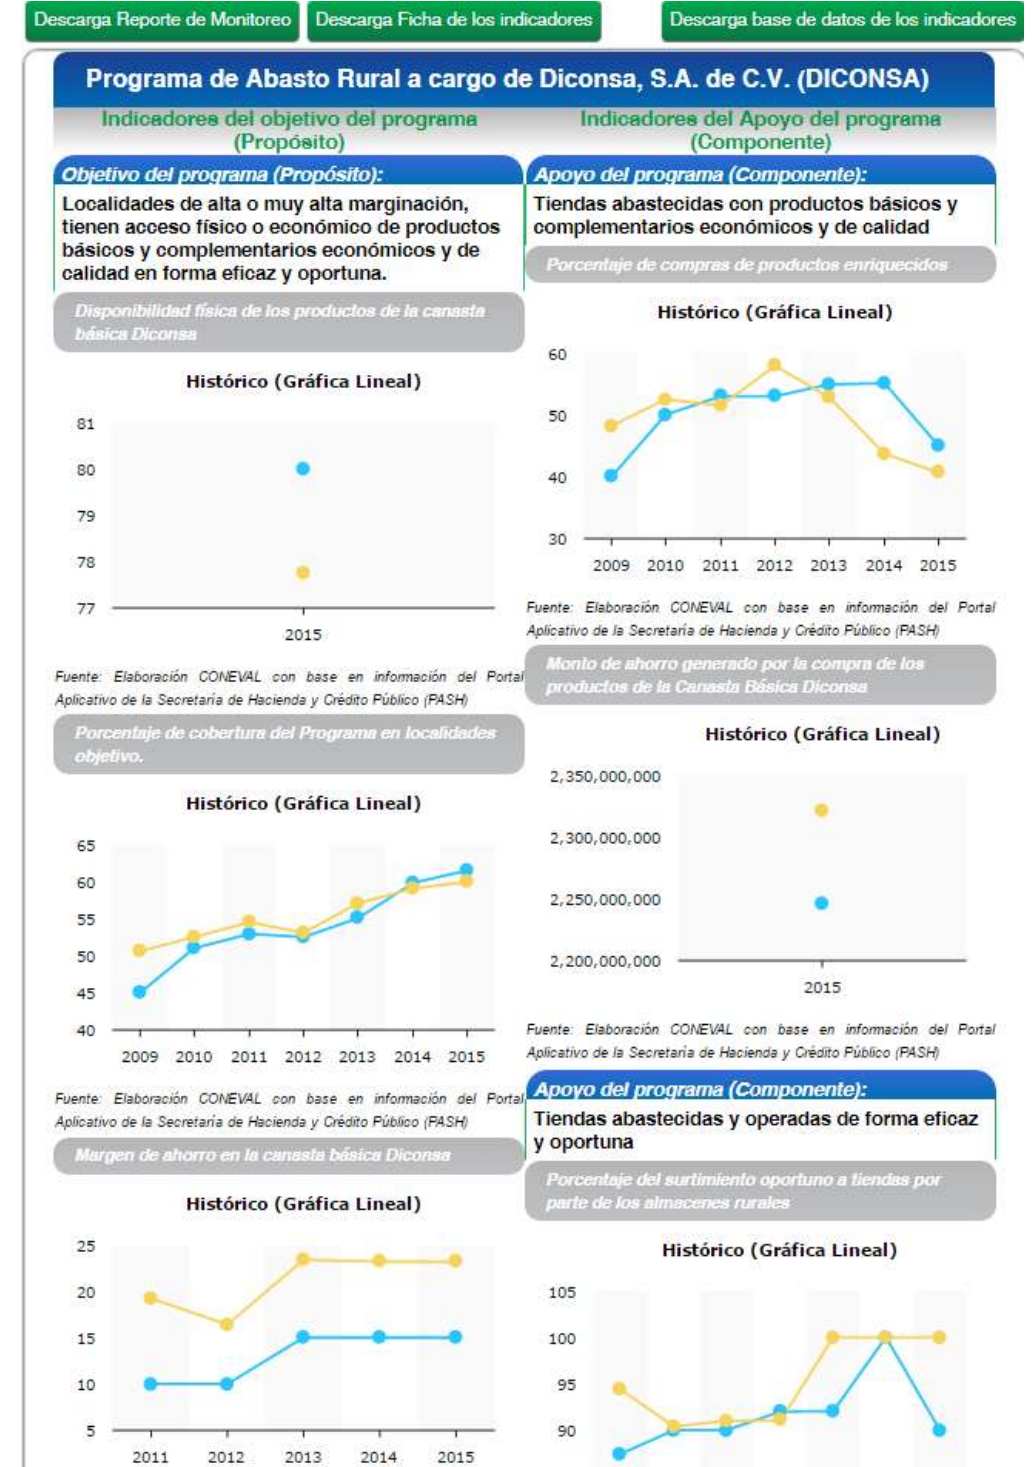 Descarga Reporte de Monitoreo
Descarga Ficha de los indicadores
Descarga base de datos de los indicadores
Programa de Abasto Rural a cargo de Diconsa, S.A. de C.V. (DICONSA)
Indicadores del objetivo del programa
(Propósito)
Objetivo del programa (Propósito):
Localidades de alta o muy alta marginación,
tienen acceso físico o económico de productos
básicos y complementarios económicos y de
calidad en forma eficaz y oportuna.
Disponibilidad física de los productos de la canasta
básica Diconsa
Histórico (Gráfica Lineal)
81
80
79
78
77
2015
Fuente: Elaboración CONEVAL con base en información del Portal
Aplicativo de la Secretaría de Hacienda y Crédito Público (PASH)
Porcentaje de cobertura del Programa en localidades
objetivo.
Histórico (Gráfica Lineal)
65
60
55
50
45
40
2009 2010 2011 2012 2013 2014 2015
Fuente: Elaboración CONEVAL con base en información del Portal
Aplicativo de la Secretaría de Hacienda y Crédito Público (PASH)
Margen de ahorro en la canasta básica Diconsa
Histórico (Gráfica Lineal)
25
20
15
10
5
2011 2012 2013 2014 2015
Indicadores del Apoyo del programa
(Componente)
Apoyo del programa (Componente):
Tiendas abastecidas con productos básicos y
complementarios económicos y de calidad
Porcentaje de compras de productos enriquecidos
Histórico (Gráfica Lineal)
60
50
40
30
2009 2010 2011 2012 2013 2014 2015
Fuente: Elaboración CONEVAL con base en información del Portal
Aplicativo de la Secretaría de Hacienda y Crédito Público (PASH)
Monto de ahorro generado por la compra de los
productos de la Canasta Básica Diconsa
Histórico (Gráfica Lineal)
2,350,000,000
2,300,000,000
2,250,000,000
2,200,000,000
2015
Fuente: Elaboración CONEVAL con base en información del Portal
Aplicativo de la Secretaría de Hacienda y Crédito Público (PASH)
Apoyo del programa (Componente):
Tiendas abastecidas y operadas de forma eficaz
y oportuna
Porcentaje del surtimiento oportuno a tiendas por
parte de los almacenes rurales
Histórico (Gráfica Lineal)
105
100
95
90